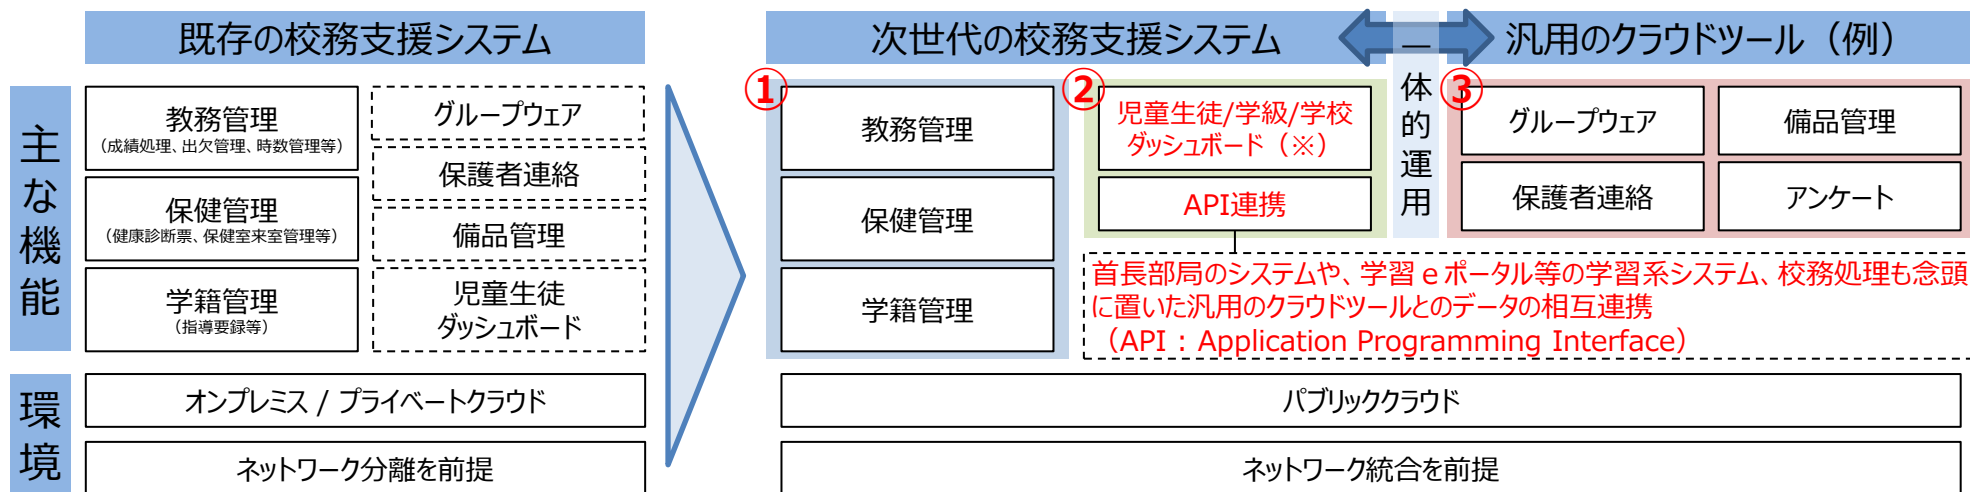 既存の校務支援システム
次世代の校務支援システム
一体的運用
汎用のクラウドツール（例）
主な機能
教務管理
（成績処理、出欠管理、時数管理等）
保健管理
（健康診断票、保健室来室管理等）
学籍管理
（指導要録等）
グループウェア
保護者連絡
備品管理
児童生徒
ダッシュボード
①
教務管理
保健管理
学籍管理
②
児童生徒/学級/学校
ダッシュボード（※）
API連携
③
グループウェア
備品管理
保護者連絡
アンケート
首長部局のシステムや、学習ｅポータル等の学習系システム、校務処理も念頭
に置いた汎用のクラウドツールとのデータの相互連携
（API：Application Programming Interface）
環境
オンプレミス / プライベートクラウド
ネットワーク分離を前提
パブリッククラウド
ネットワーク統合を前提